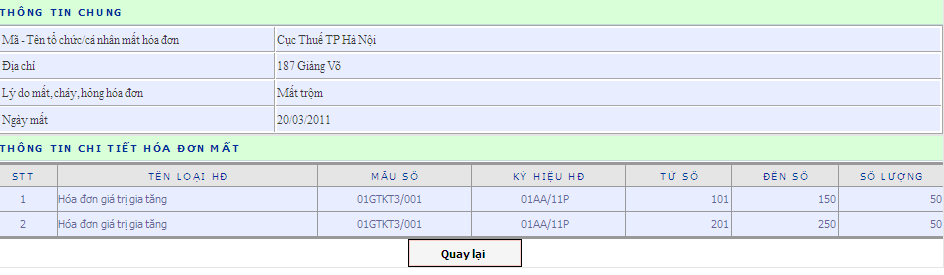 THÔNG TIN CHUNG
Mã - Tên tổ chức/cá nhân mất hóa đơn Cục Thuế TP Hà Nội
Địa chỉ 187 Giảng Võ
Lý do mất, cháy, hỏng hóa đơn Mất trộm
Ngày mất 20/03/2011
THÔNG TIN CHI TIẾT HÓA ĐƠN MẤT
STT TÊN LOẠI HĐ MẪU SỐ KÝ HIỆU HĐ TỪ SỐ ĐẾN SỐ SỐ LƯỢNG
1 Hóa đơn giá trị gia tăng 01GTKT3/001 01AA/11P 101 150 50
2 Hóa đơn giá trị gia tăng 01GTKT3/001 01AA/11P 201 250 50
Quay lại